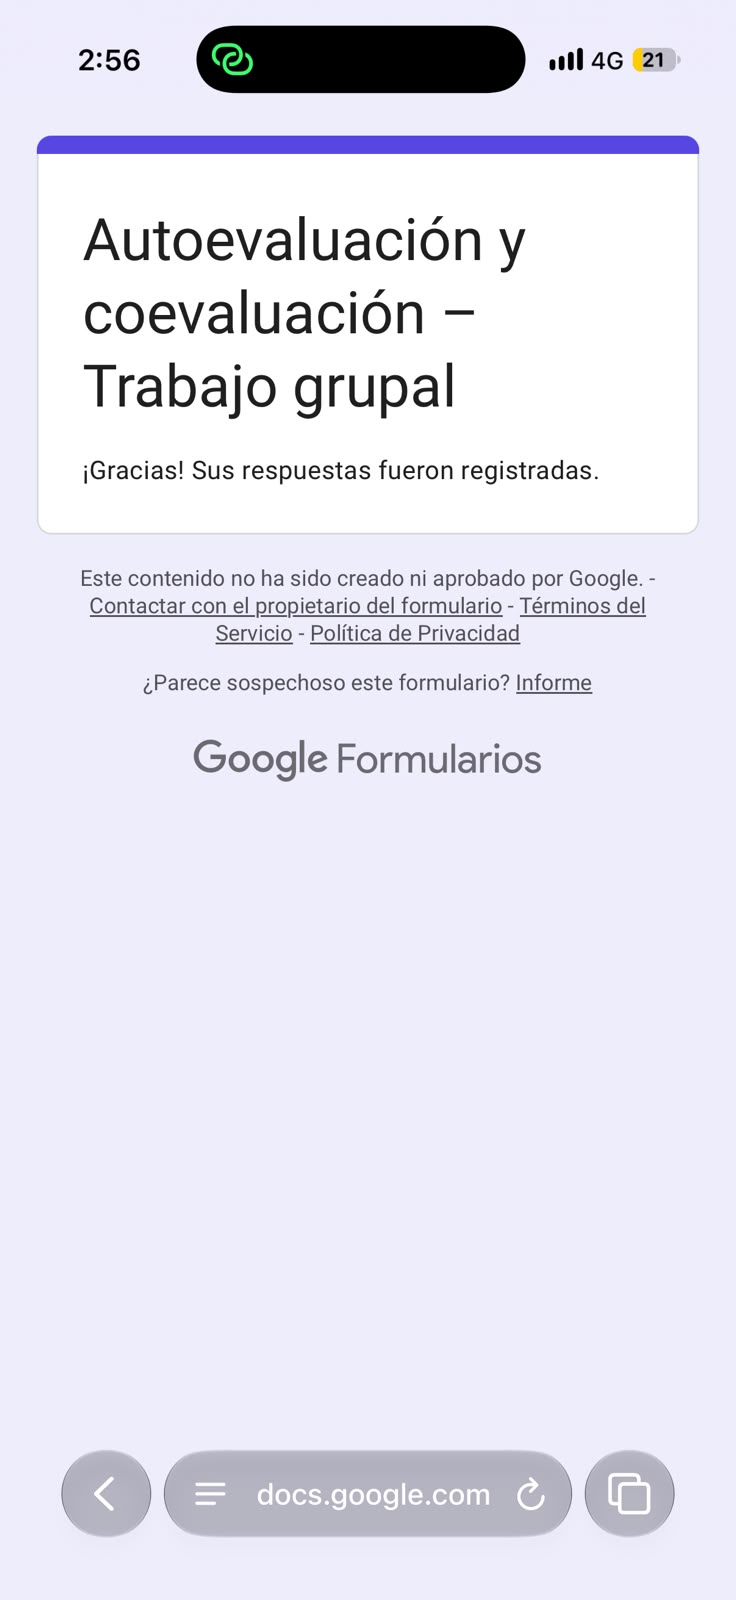 2:56
4G
21
Autoevaluación y
coevaluación –
Trabajo grupal
¡Gracias! Sus respuestas fueron registradas.
Este contenido no ha sido creado ni aprobado por Google. -
Contactar con el propietario del formulario - Términos del
Servicio - Política de Privacidad
¿Parece sospechoso este formulario? Informe
Google Formularios
docs.google.com